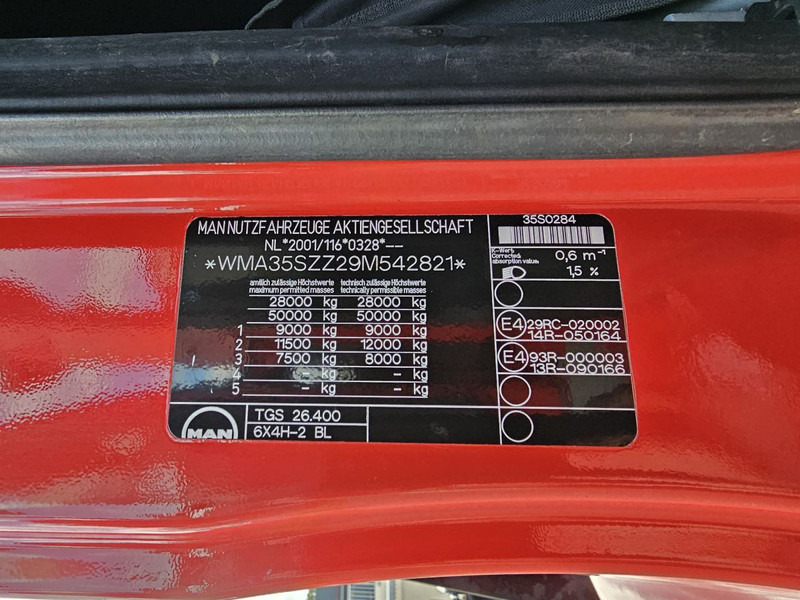 MAN NUTZFAHRZEUGE AKTIENGESELLSCHAFT
NL*2001/116*0328*--
*WMA35SZZ29M542821*
amtlich zulässige Höchstwerte technisch zulässige Höchstwerte
maximum permitted masses technically permissible masses
28000 kg 28000 kg
50000 kg 50000 kg
1 9000 kg 9000 kg
2 11500 kg 12000 kg
3 7500 kg 8000 kg
4 - kg - kg
5 - kg - kg
MAN
TGS 26.400
6X4H-2 BL
35S0284
K-Wert:
Corrected
absorption value:
0,6 m⁻¹
1,5 %
E4 29RC-020002
14R-050164
E4 93R-000003
13R-090166